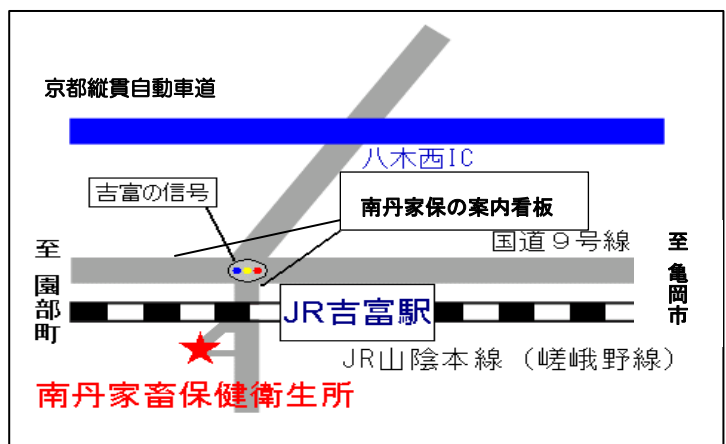 京都縦貫自動車道
八木西IC
吉富の信号
南丹家保の案内看板
国道９号線
至 園部町
至 亀岡市
JR吉富駅
JR山陰本線（嵯峨野線）
南丹家畜保健衛生所